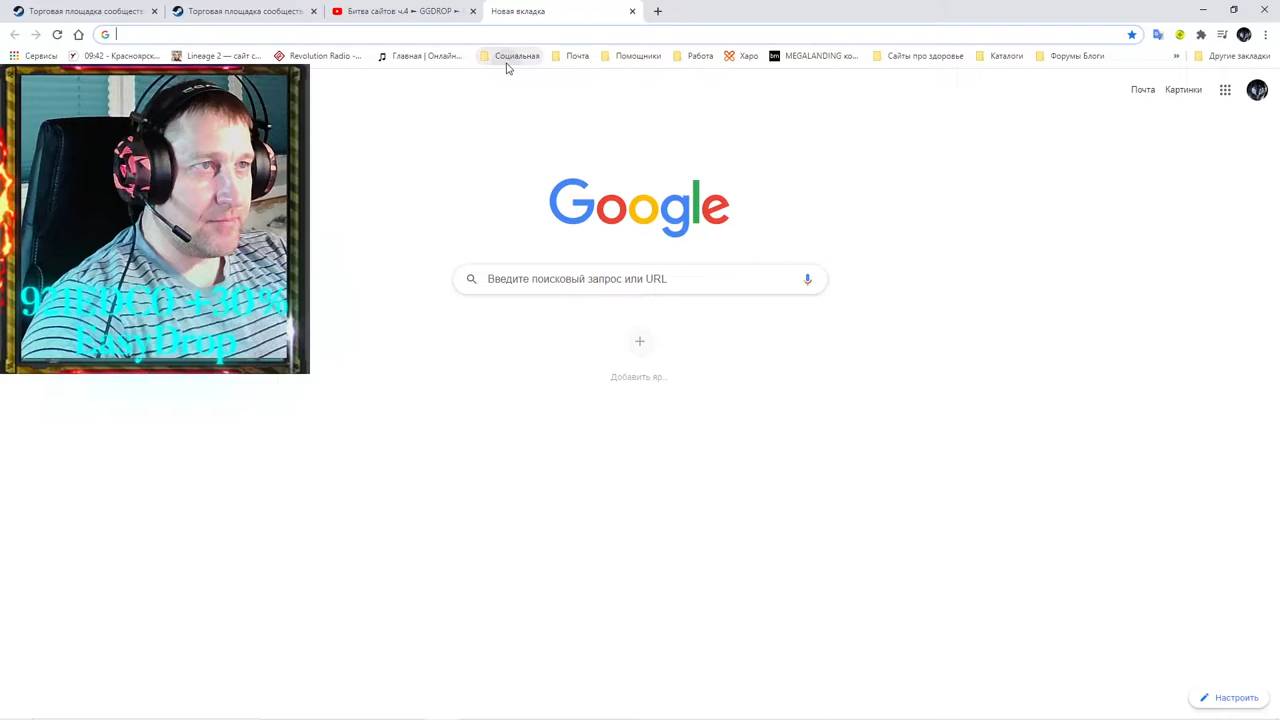 Торговая площадка сообществ
Торговая площадка сообществ
Битва сайтов ч.4 ► GGDROP ►
Новая вкладка
Сервисы
09:42 - Красноярск...
Lineage 2 — сайт с...
Revolution Radio -...
Главная | Онлайн...
Социальная
Почта
Помощники
Работа
Харо
MEGALANDING ко...
Сайты про здоровье
Каталоги
Форумы Блоги
»
Другие закладки
Почта
Картинки
Google
Введите поисковый запрос или URL
Добавить яр...
921EDCO +30%
EasyDrop
Настроить